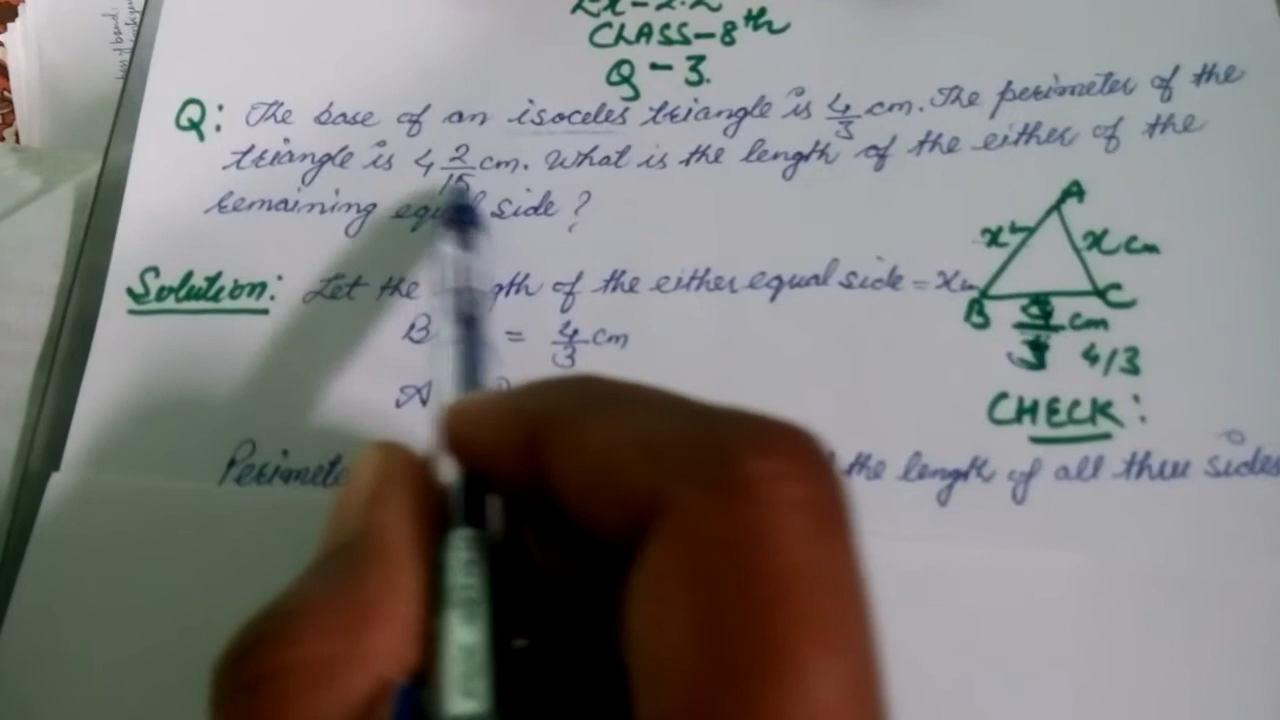 CLASS-8th
Q-3.
Q: The base of an isoceles triangle is 4/3 cm. The perimeter of the
triangle is 4 2/15 cm. What is the length of the either of the
remaining side?
Solution: Let the of the either equal side = x
B = 4/3 cm
A
Perimete the length of all three sides
A
x
x cm
B C
cm
4/3
CHECK: